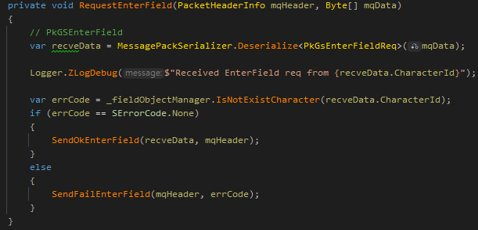 private void RequestEnterField(PacketHeaderInfo mqHeader, Byte[] mqData)
{
// PkGSEnterField
var recveData = MessagePackSerializer.Deserialize<PkGsEnterFieldReq>(mqData);
Logger.ZLogDebug(message:$"Received EnterField req from {recveData.CharacterId}");
var errCode = _fieldObjectManager.IsNotExistCharacter(recveData.CharacterId);
if (errCode == SErrorCode.None)
{
SendOkEnterField(recveData, mqHeader);
}
else
{
SendFailEnterField(mqHeader, errCode);
}
}